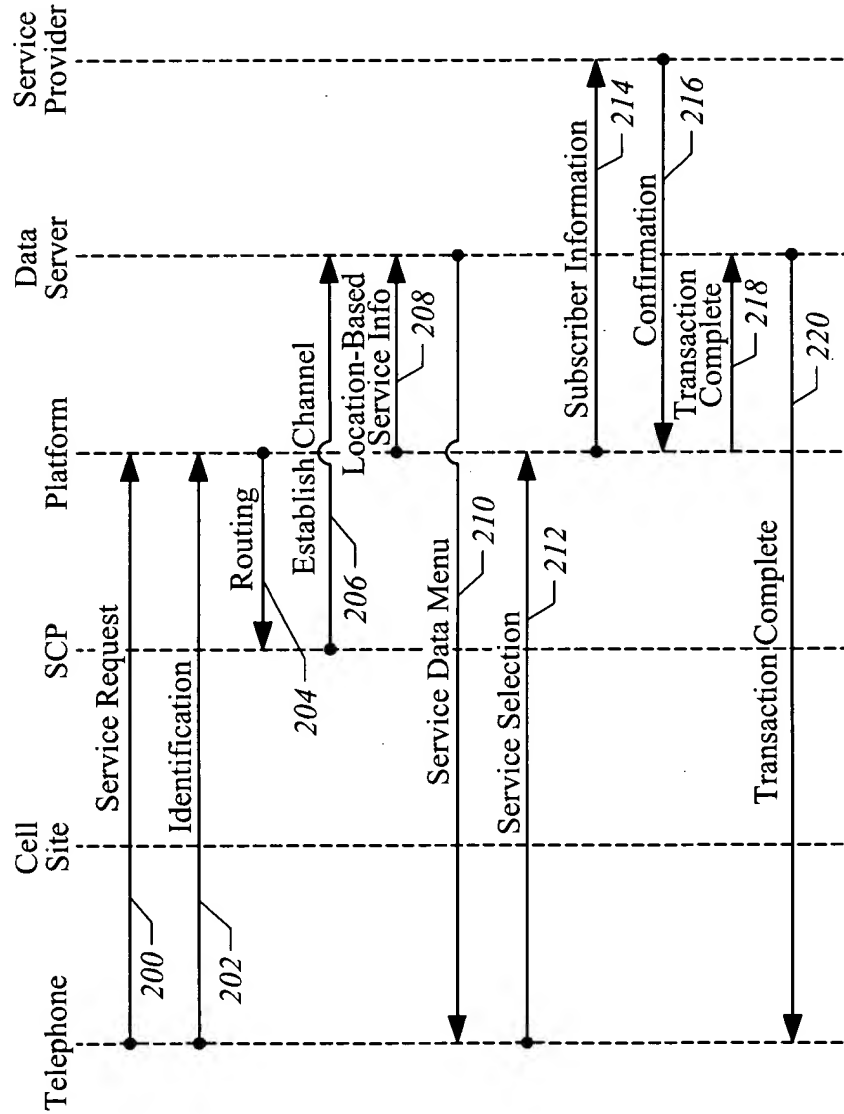 Telephone
Cell
Site
SCP
Platform
Data
Server
Service
Provider
Service Request
200
Identification
202
Routing
204
Establish Channel
206
Location-Based
Service Info
208
Service Data Menu
210
Service Selection
212
Subscriber Information
214
Confirmation
216
Transaction
Complete
218
Transaction Complete
220